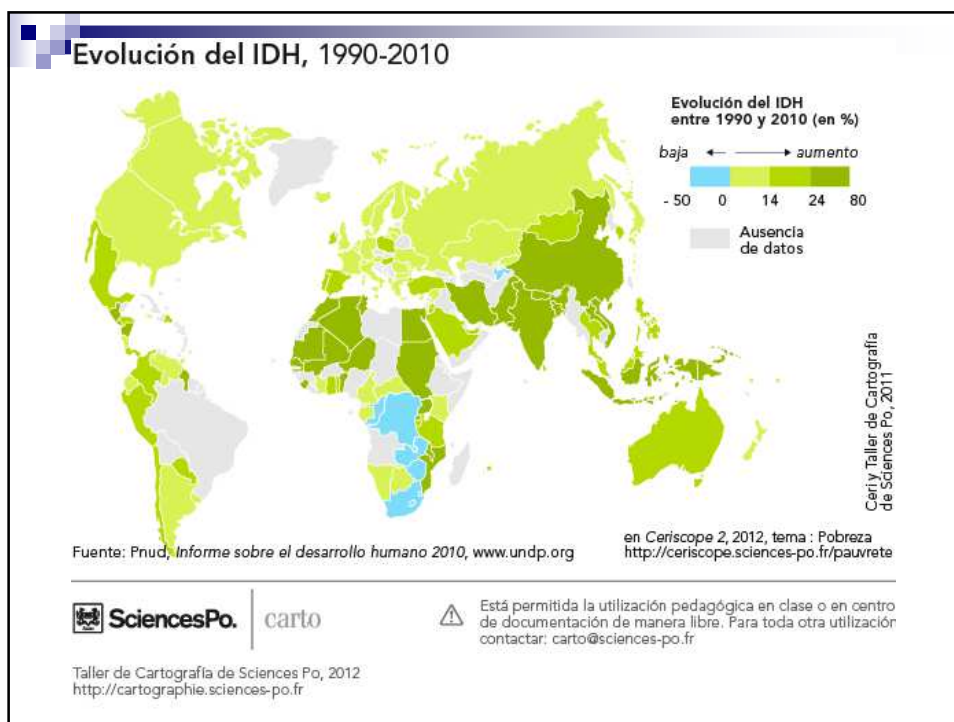 Evolución del IDH, 1990-2010
Evolución del IDH
entre 1990 y 2010 (en %)
baja aumento
- 50 0 14 24 80
Ausencia
de datos
Ceri y Taller de Cartografía
de Sciences Po, 2011
Fuente: Pnud, Informe sobre el desarrollo humano 2010, www.undp.org
en Ceriscope 2, 2012, tema : Pobreza
http://ceriscope.sciences-po.fr/pauvrete
SciencesPo. carto
Está permitida la utilización pedagógica en clase o en centro
de documentación de manera libre. Para toda otra utilización
contactar: carto@sciences-po.fr
Taller de Cartografía de Sciences Po, 2012
http://cartographie.sciences-po.fr